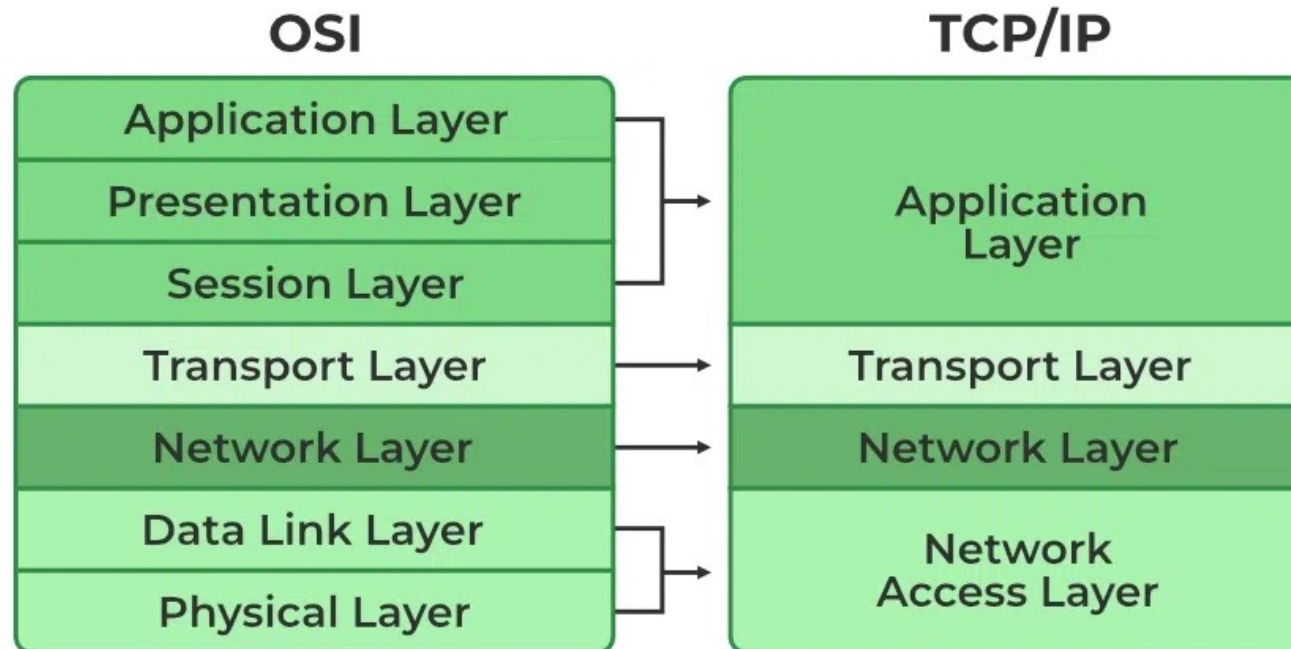 OSI
TCP/IP
Application Layer
Presentation Layer
Session Layer
Transport Layer
Network Layer
Data Link Layer
Physical Layer
Application
Layer
Transport Layer
Network Layer
Network
Access Layer